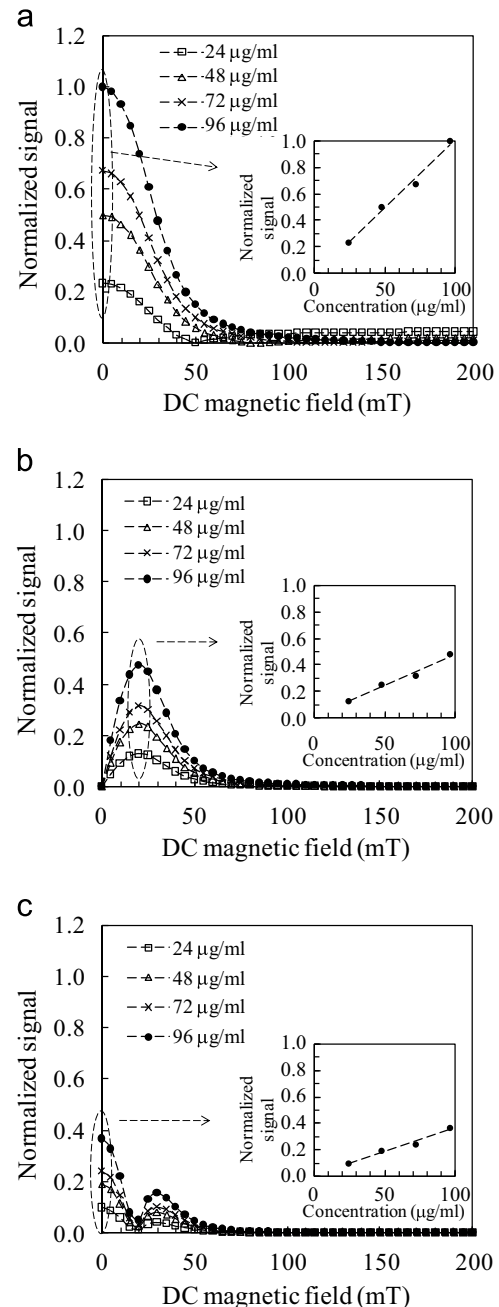 a
1.2
1.0
0.8
0.6
0.4
0.2
0.0
Normalized signal
24 µg/ml
48 µg/ml
72 µg/ml
96 µg/ml
1.0
0.8
0.6
0.4
0.2
0.0
Normalized
signal
0 50 100
Concentration (µg/ml)
0 50 100 150 200
DC magnetic field (mT)
b
1.2
1.0
0.8
0.6
0.4
0.2
0.0
Normalized signal
24 µg/ml
48 µg/ml
72 µg/ml
96 µg/ml
1.0
0.8
0.6
0.4
0.2
0.0
Normalized
signal
0 50 100
Concentration (µg/ml)
0 50 100 150 200
DC magnetic field (mT)
c
1.2
1.0
0.8
0.6
0.4
0.2
0.0
Normalized signal
24 µg/ml
48 µg/ml
72 µg/ml
96 µg/ml
1.0
0.8
0.6
0.4
0.2
0.0
Normalized
signal
0 50 100
Concentration (µg/ml)
0 50 100 150 200
DC magnetic field (mT)